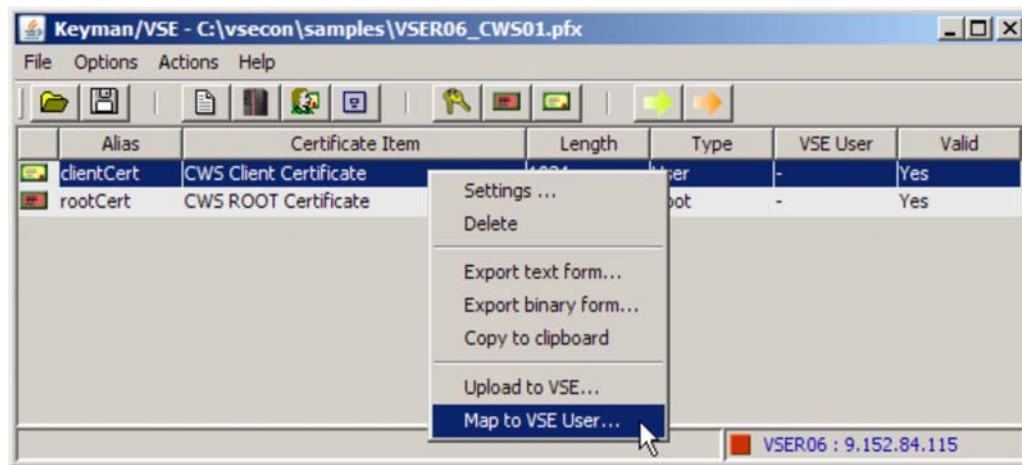 Keyman/VSE - C:\vsecon\samples\VSER06_CWS01.pfx
File Options Actions Help
Alias Certificate Item Length Type VSE User Valid
clientCert CWS Client Certificate - Yes
rootCert CWS ROOT Certificate - Yes
Settings ...
Delete
Export text form...
Export binary form...
Copy to clipboard
Upload to VSE...
Map to VSE User...
VSER06 : 9.152.84.115